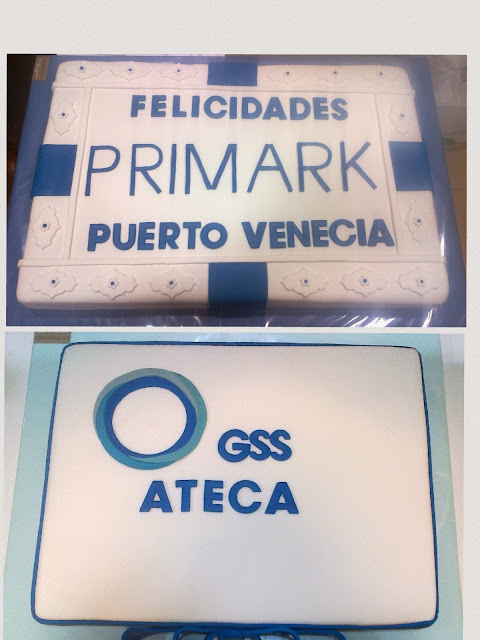 FELICIDADES
PRIMARK
PUERTO VENECIA
GSS
ATECA